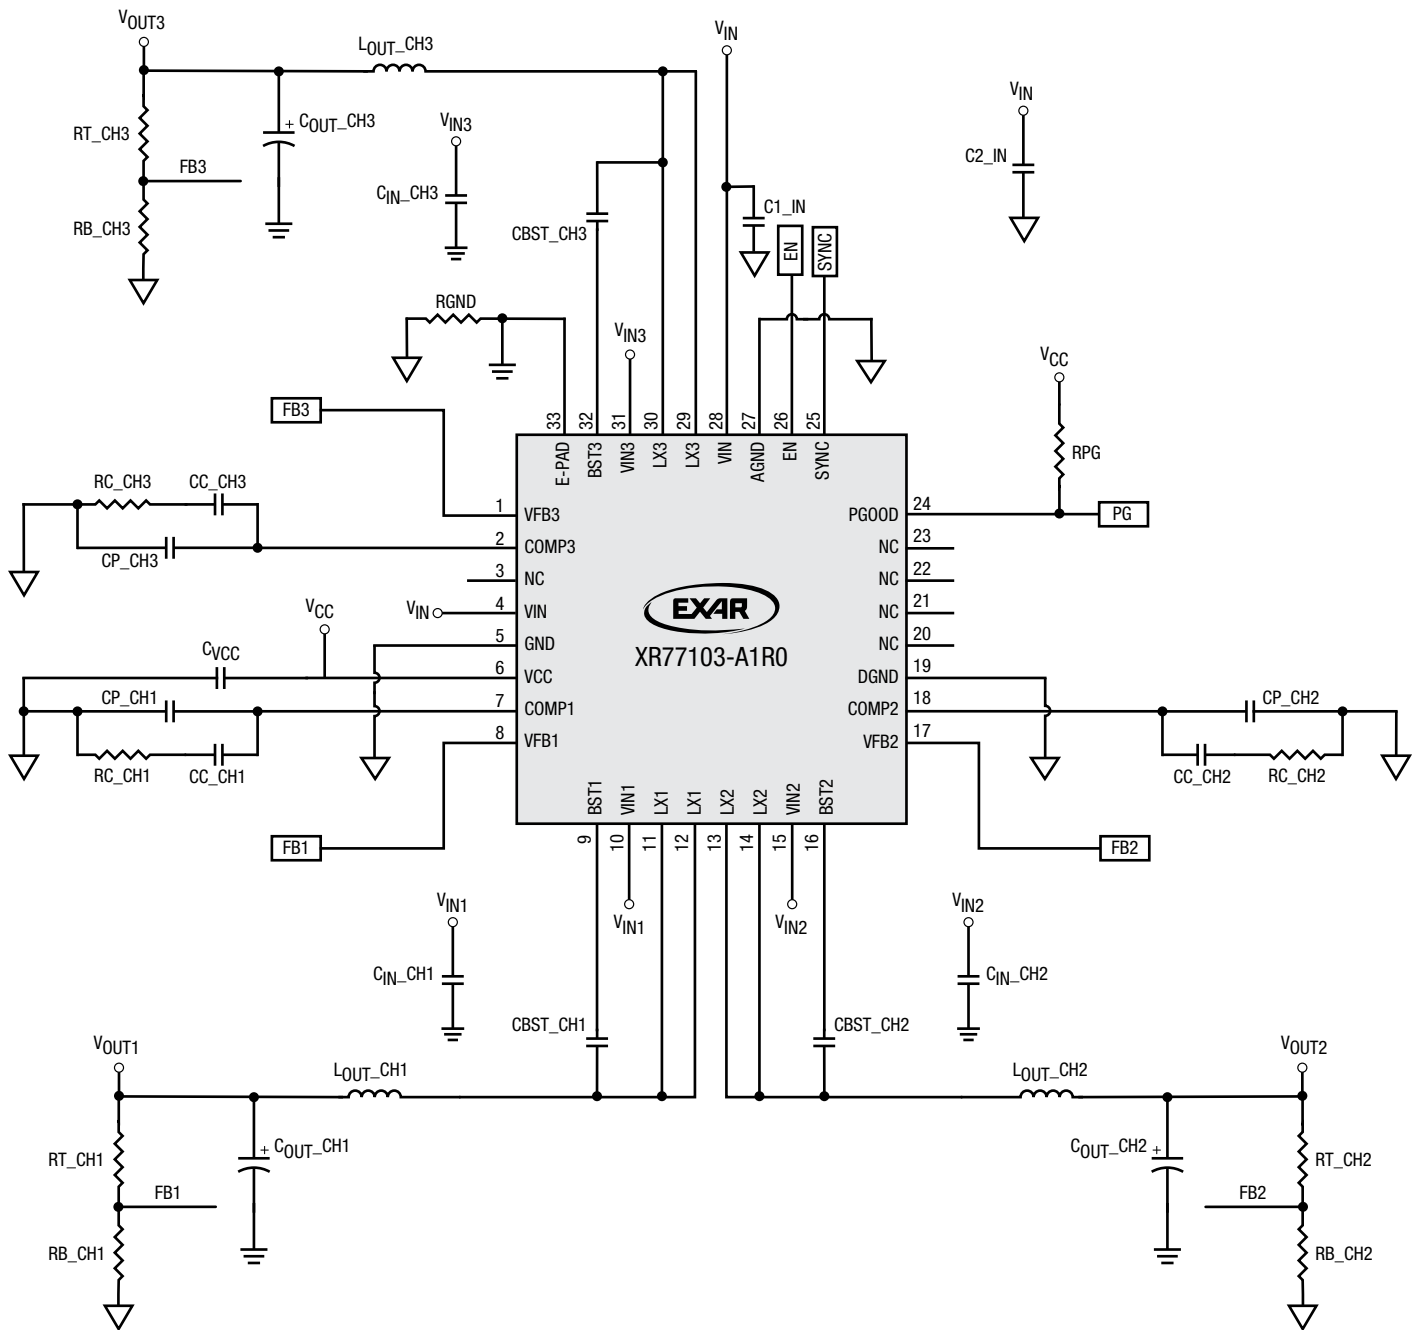 VOUT3
LOUT_CH3
VIN
VIN
RT_CH3
+ COUT_CH3
VIN3
C2_IN
FB3
CIN_CH3
C1_IN
RB_CH3
CBST_CH3
EN
SYNC
RGND
VIN3
VCC
FB3
33
32
31
30
29
28
27
26
25
E-PAD
BST3
VIN3
LX3
LX3
VIN
AGND
EN
SYNC
RPG
RC_CH3
CC_CH3
1
VFB3
PGOOD
24
PG
2
COMP3
NC
23
CP_CH3
3
NC
NC
22
VIN
4
VIN
EXAR
NC
21
VCC
5
GND
NC
20
CVCC
XR77103-A1R0
6
VCC
DGND
19
CP_CH1
7
COMP1
COMP2
18
CP_CH2
8
VFB1
VFB2
17
RC_CH1
CC_CH1
CC_CH2
RC_CH2
BST1
VIN1
LX1
LX1
LX2
LX2
VIN2
BST2
9
10
11
12
13
14
15
16
FB1
FB2
VIN1
VIN1
VIN2
VIN2
CIN_CH1
CIN_CH2
CBST_CH1
CBST_CH2
VOUT1
LOUT_CH1
LOUT_CH2
VOUT2
RT_CH1
+ COUT_CH1
COUT_CH2 +
RT_CH2
FB1
FB2
RB_CH1
RB_CH2